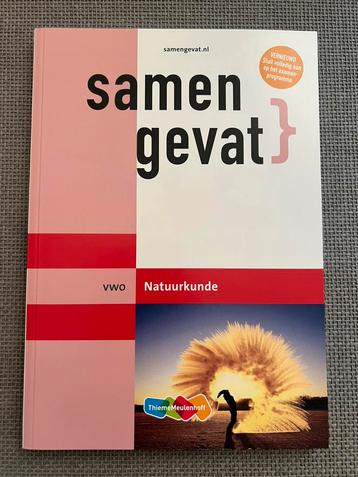 samengevat.nl
VERNIEUWD
Sluit volledig aan
op het examen-
programma
samen
gevat}
vwo
Natuurkunde
ThiemeMeulenhoff